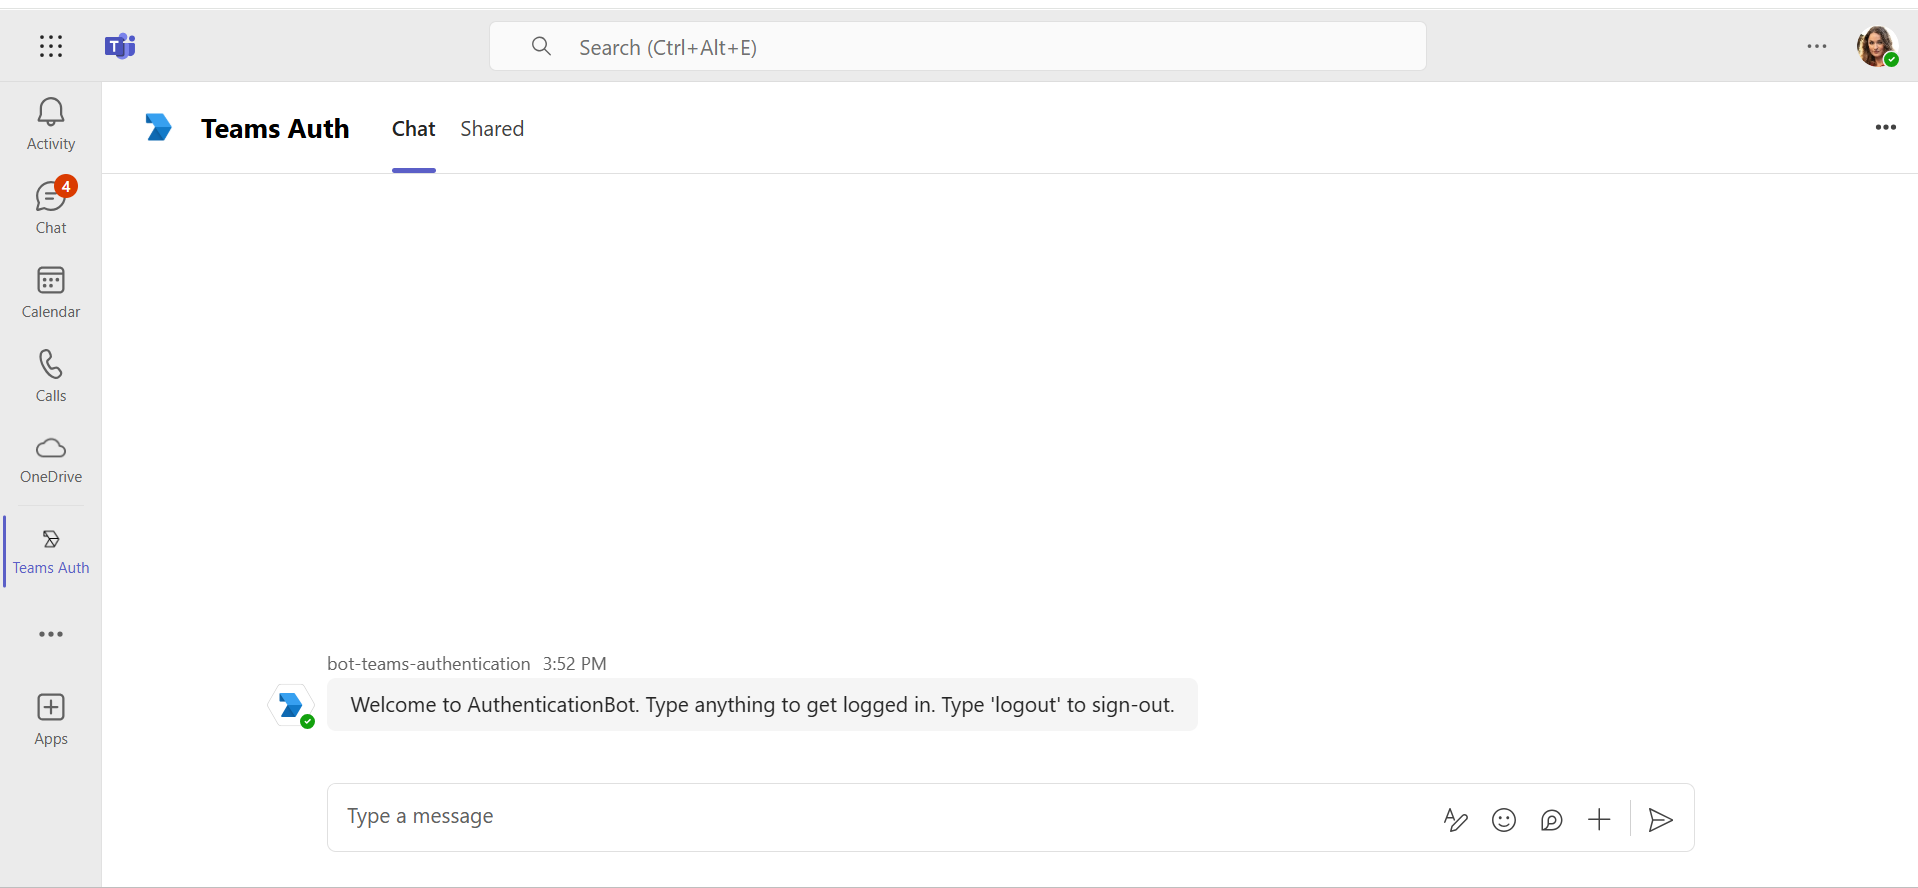 T
Search (Ctrl+Alt+E)
Activity
4
Chat
Calendar
Calls
OneDrive
Teams Auth
Apps
Teams Auth Chat Shared
bot-teams-authentication 3:52 PM
Welcome to AuthenticationBot. Type anything to get logged in. Type 'logout' to sign-out.
Type a message